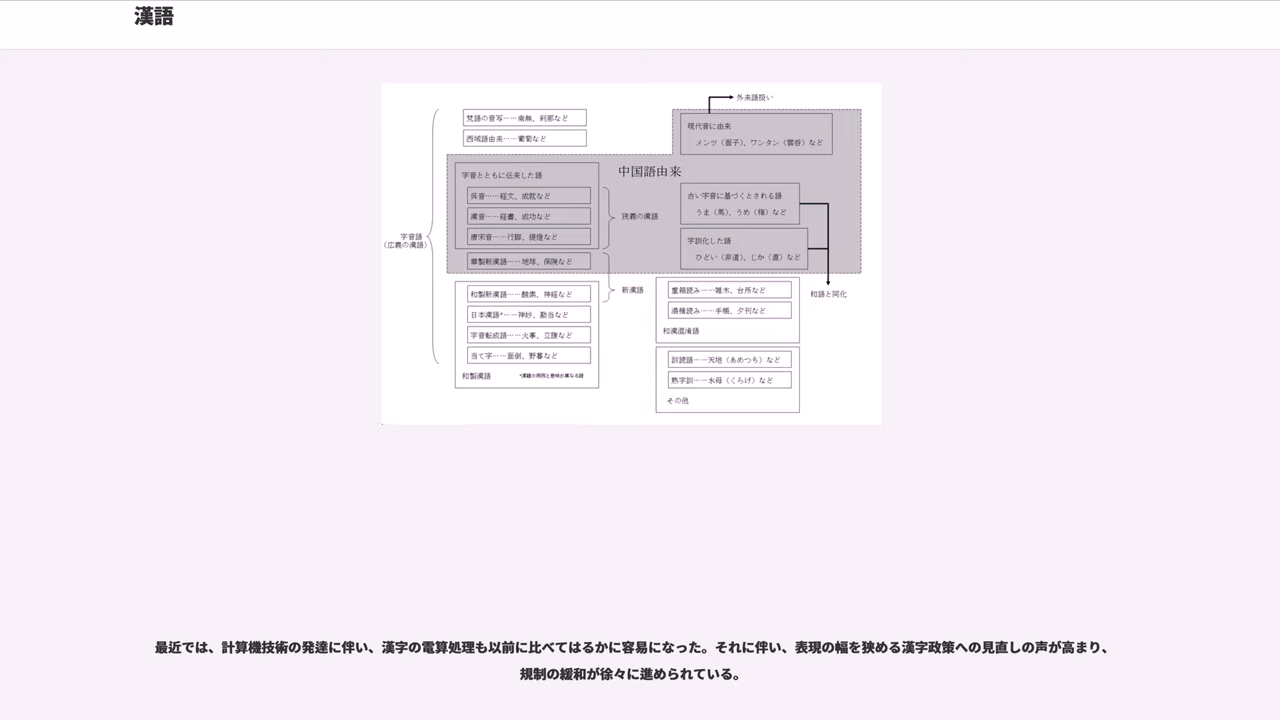 漢語
外来語扱い
梵語の音写……南無、刹那など
西域語由来……葡萄など
現代音に由来
メンツ（面子）、ワンタン（雲呑）など
中国語由来
字音とともに伝来した語
呉音……経文、成就など
漢音……経書、成功など
唐宋音……行脚、提燈など
狭義の漢語
古い字音に基づくとされる語
うま（馬）、うめ（梅）など
字訓化した語
ひどい（非道）、じか（直）など
字音語
（広義の漢語）
華製新漢語……地球、保険など
新漢語
和語と同化
和製新漢語……酸素、神経など
日本漢語*……神妙、勘当など
字音転成語……火事、立腹など
当て字……面倒、野暮など
和製漢語
*漢籍の用例と意味が異なる語
重箱読み……雑木、台所など
湯桶読み……手帳、夕刊など
和漢混淆語
訓読語……天地（あめつち）など
熟字訓……水母（くらげ）など
その他
最近では、計算機技術の発達に伴い、漢字の電算処理も以前に比べてはるかに容易になった。それに伴い、表現の幅を狭める漢字政策への見直しの声が高まり、
規制の緩和が徐々に進められている。